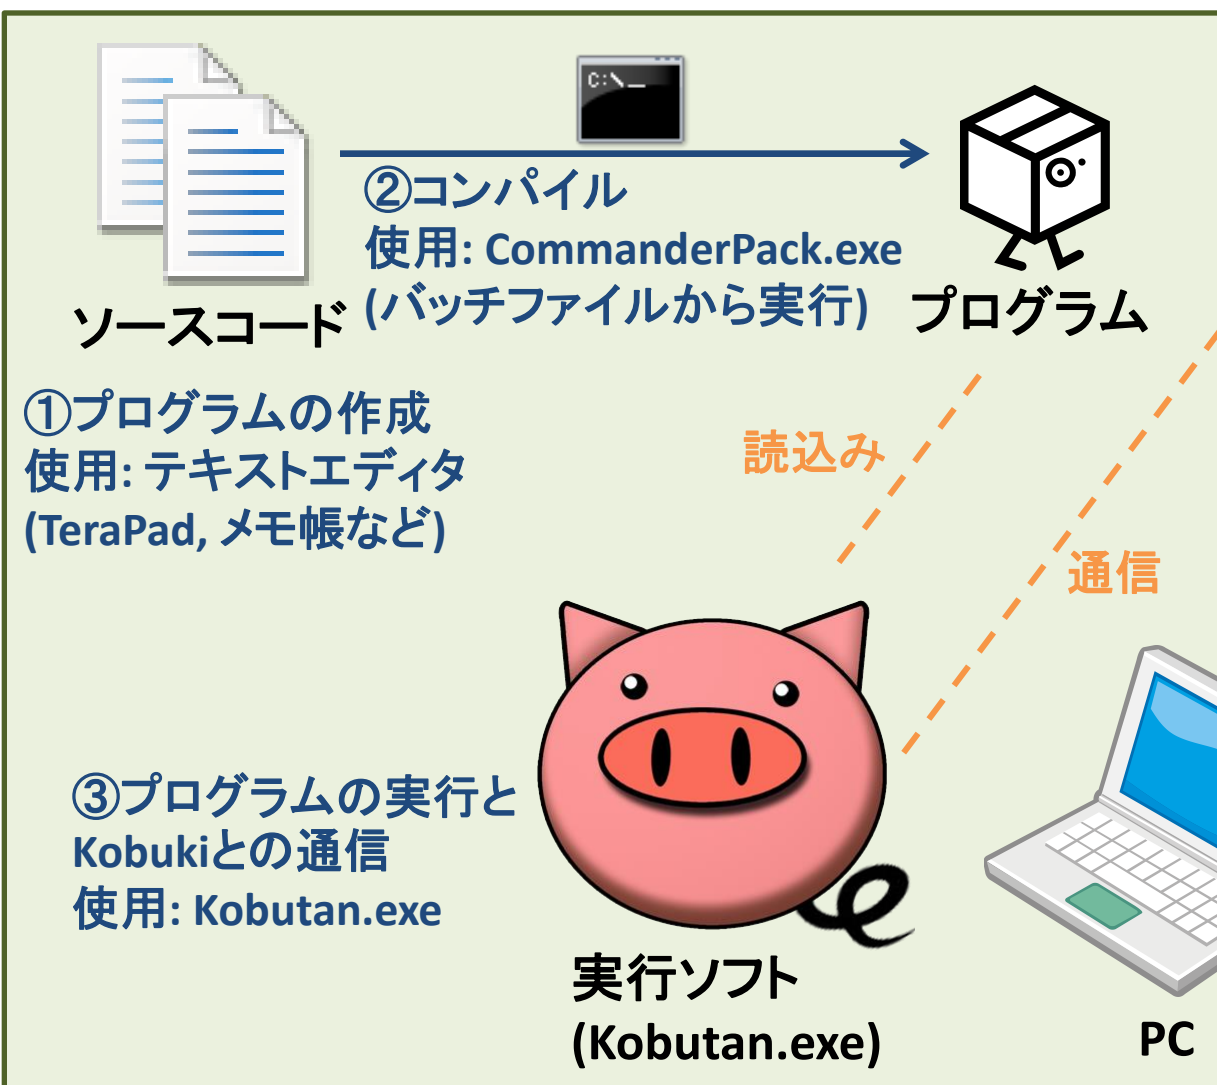 C:\_
②コンパイル
使用: CommanderPack.exe
(バッチファイルから実行)
ソースコード
プログラム
①プログラムの作成
使用: テキストエディタ
(TeraPad, メモ帳など)
読込み
通信
③プログラムの実行と
Kobukiとの通信
使用: Kobutan.exe
実行ソフト
(Kobutan.exe)
PC